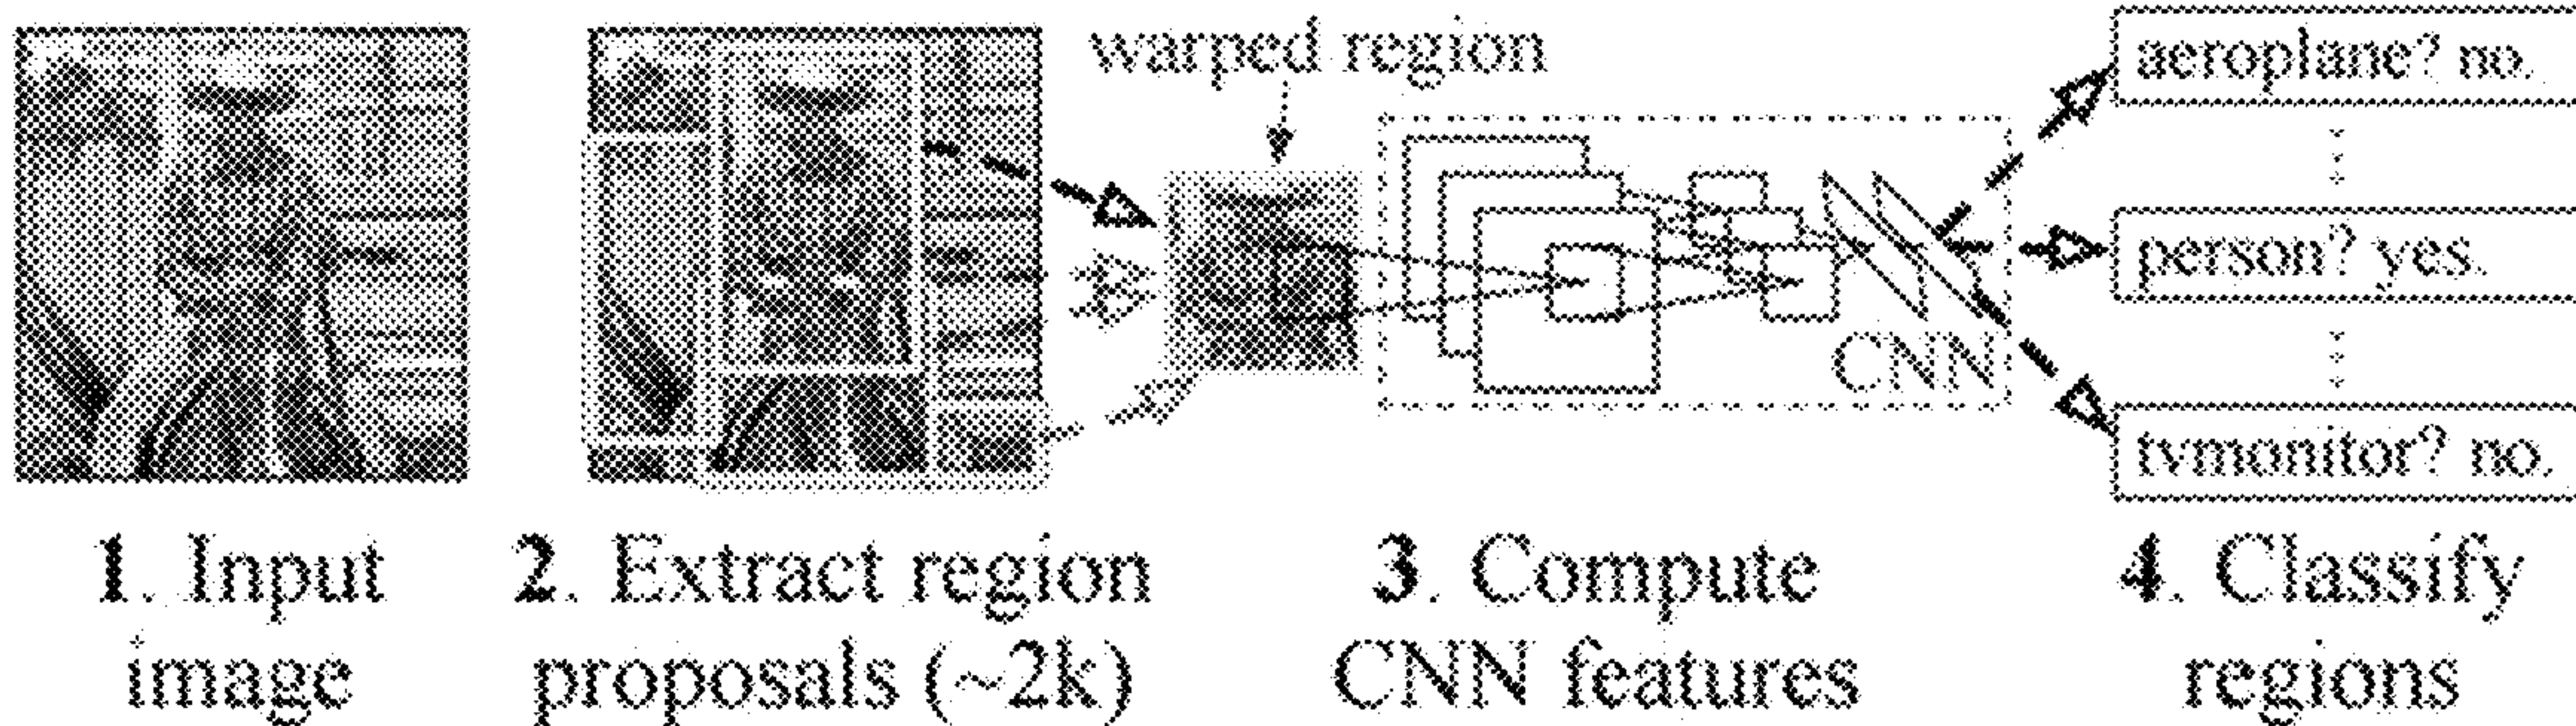 warped region
aeroplane? no.
person? yes.
CNN
tvmonitor? no.
1. Input
image
2. Extract region
proposals (~2k)
3. Compute
CNN features
4. Classify
regions